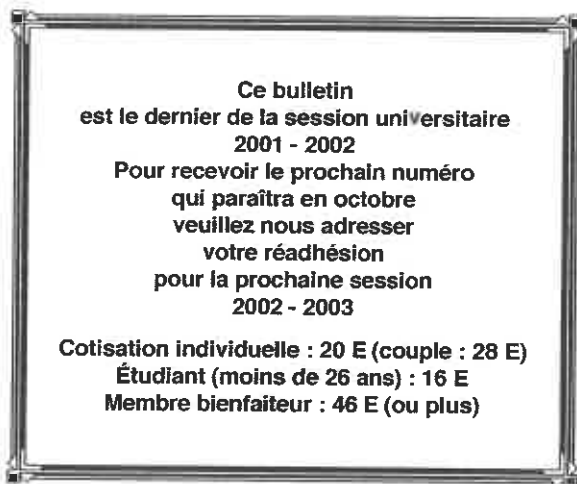 Ce bulletin
est le dernier de la session universitaire
2001 - 2002
Pour recevoir le prochain numéro
qui paraîtra en octobre
veuillez nous adresser
votre réadhésion
pour la prochaine session
2002 - 2003
Cotisation individuelle : 20 E (couple : 28 E)
Étudiant (moins de 26 ans) : 16 E
Membre bienfaiteur : 46 E (ou plus)